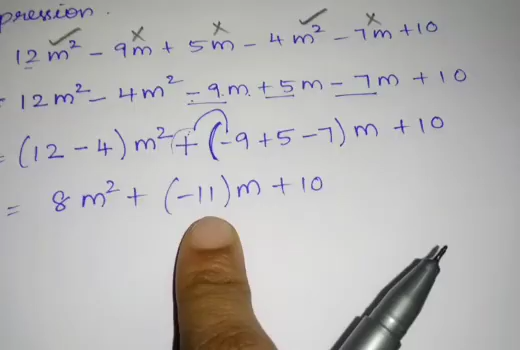 pression.
12m² - 9m + 5m - 4m² - 7m + 10
= 12m² - 4m² - 9m + 5m - 7m + 10
= (12 - 4)m² + (-9 + 5 - 7)m + 10
= 8m² + (-11)m + 10